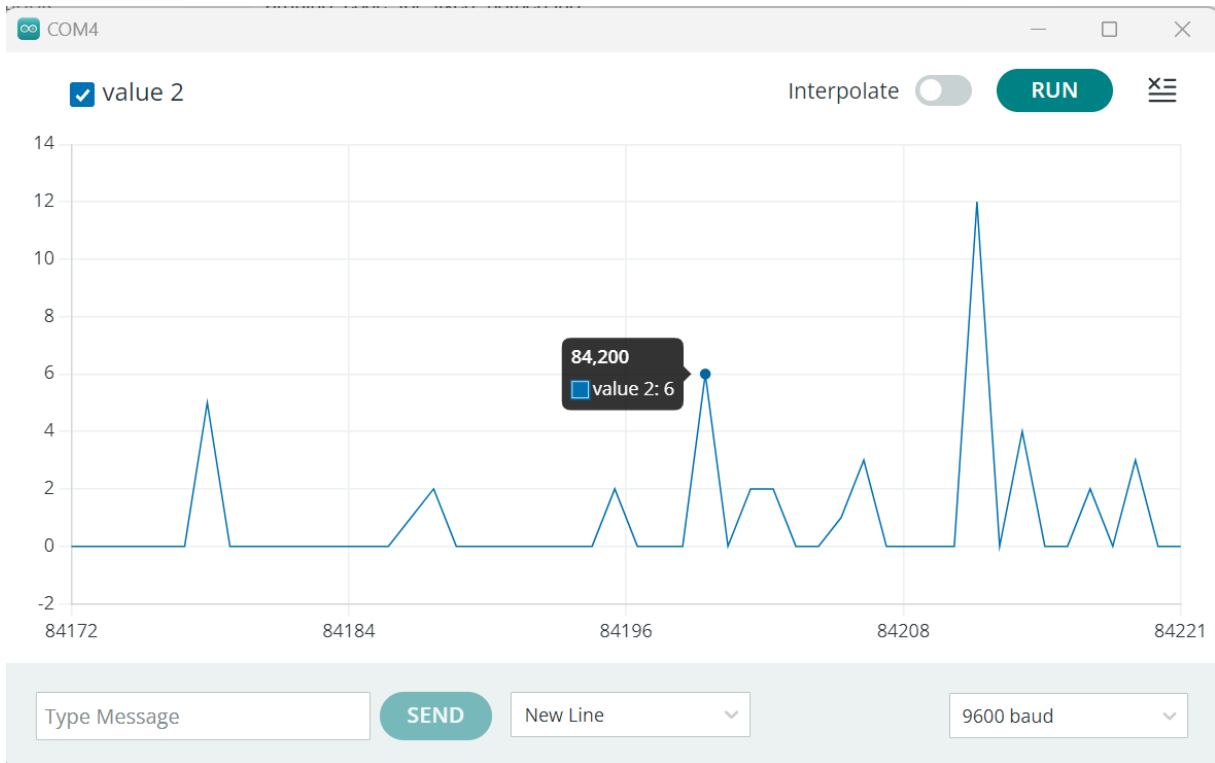 COM4
value 2
Interpolate
RUN
14
12
10
8
6
4
2
0
-2
84,200
value 2: 6
84172
84184
84196
84208
84221
Type Message
SEND
New Line
9600 baud